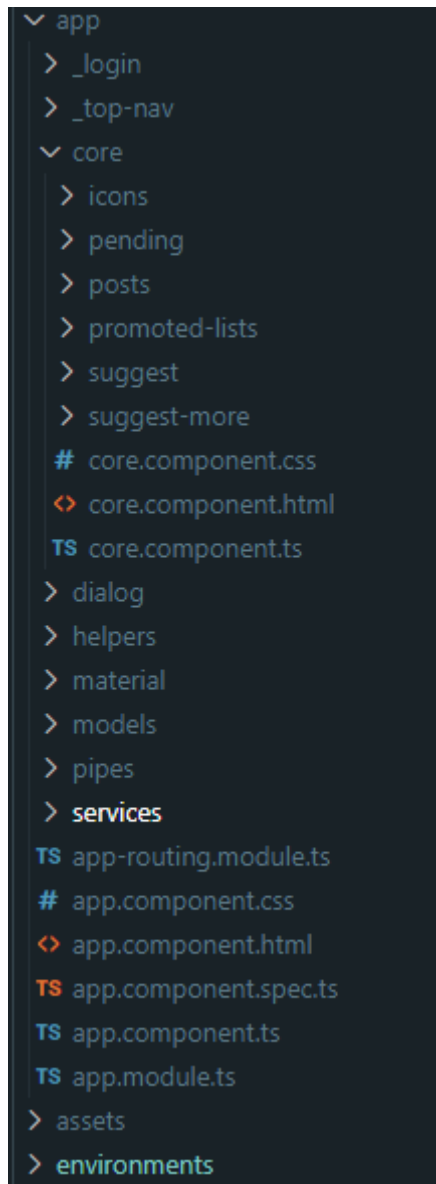 app
_login
_top-nav
core
icons
pending
posts
promoted-lists
suggest
suggest-more
# core.component.css
<> core.component.html
TS core.component.ts
dialog
helpers
material
models
pipes
services
TS app-routing.module.ts
# app.component.css
<> app.component.html
TS app.component.spec.ts
TS app.component.ts
TS app.module.ts
assets
environments